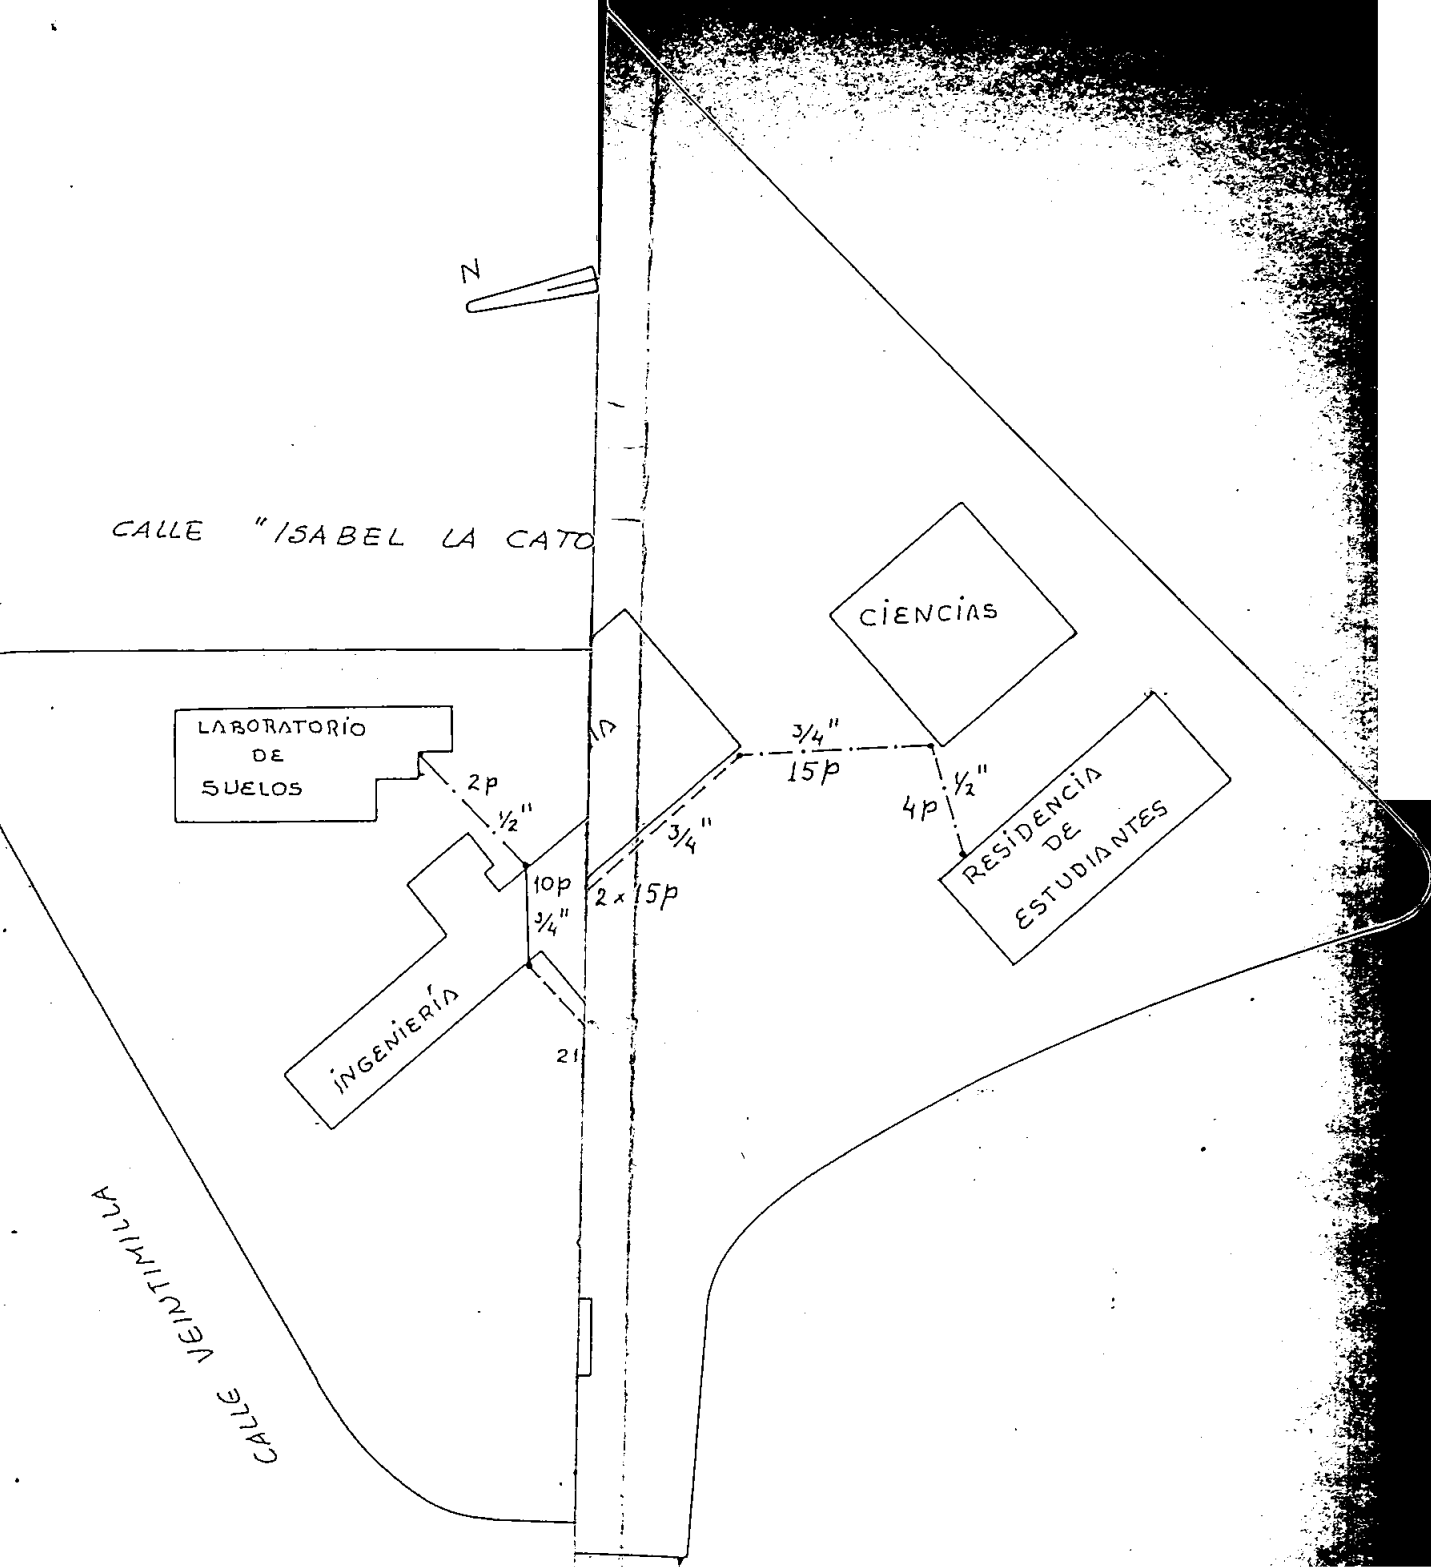 N
CALLE "ISABEL LA CATO
CIENCIAS
LABORATORIO
DE
SUELOS
IA
3/4"
15p
2p
1/2"
1/2"
4p
RESIDENCIA
DE
ESTUDIANTES
3/4"
10p
2 x 15p
3/4"
INGENIERÍA
21
CALLE VEINTIMILLA